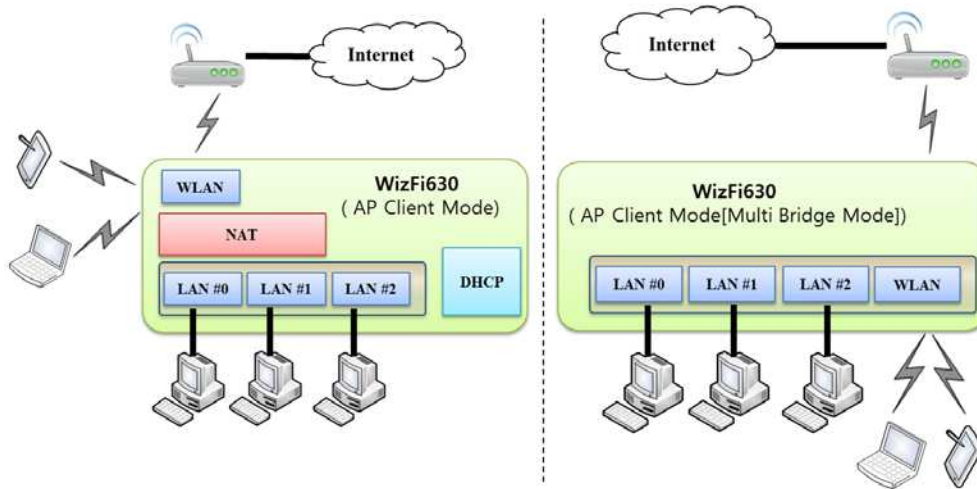 Internet
WizFi630
( AP Client Mode)
WLAN
NAT
LAN #0
LAN #1
LAN #2
DHCP
Internet
WizFi630
( AP Client Mode[Multi Bridge Mode])
LAN #0
LAN #1
LAN #2
WLAN